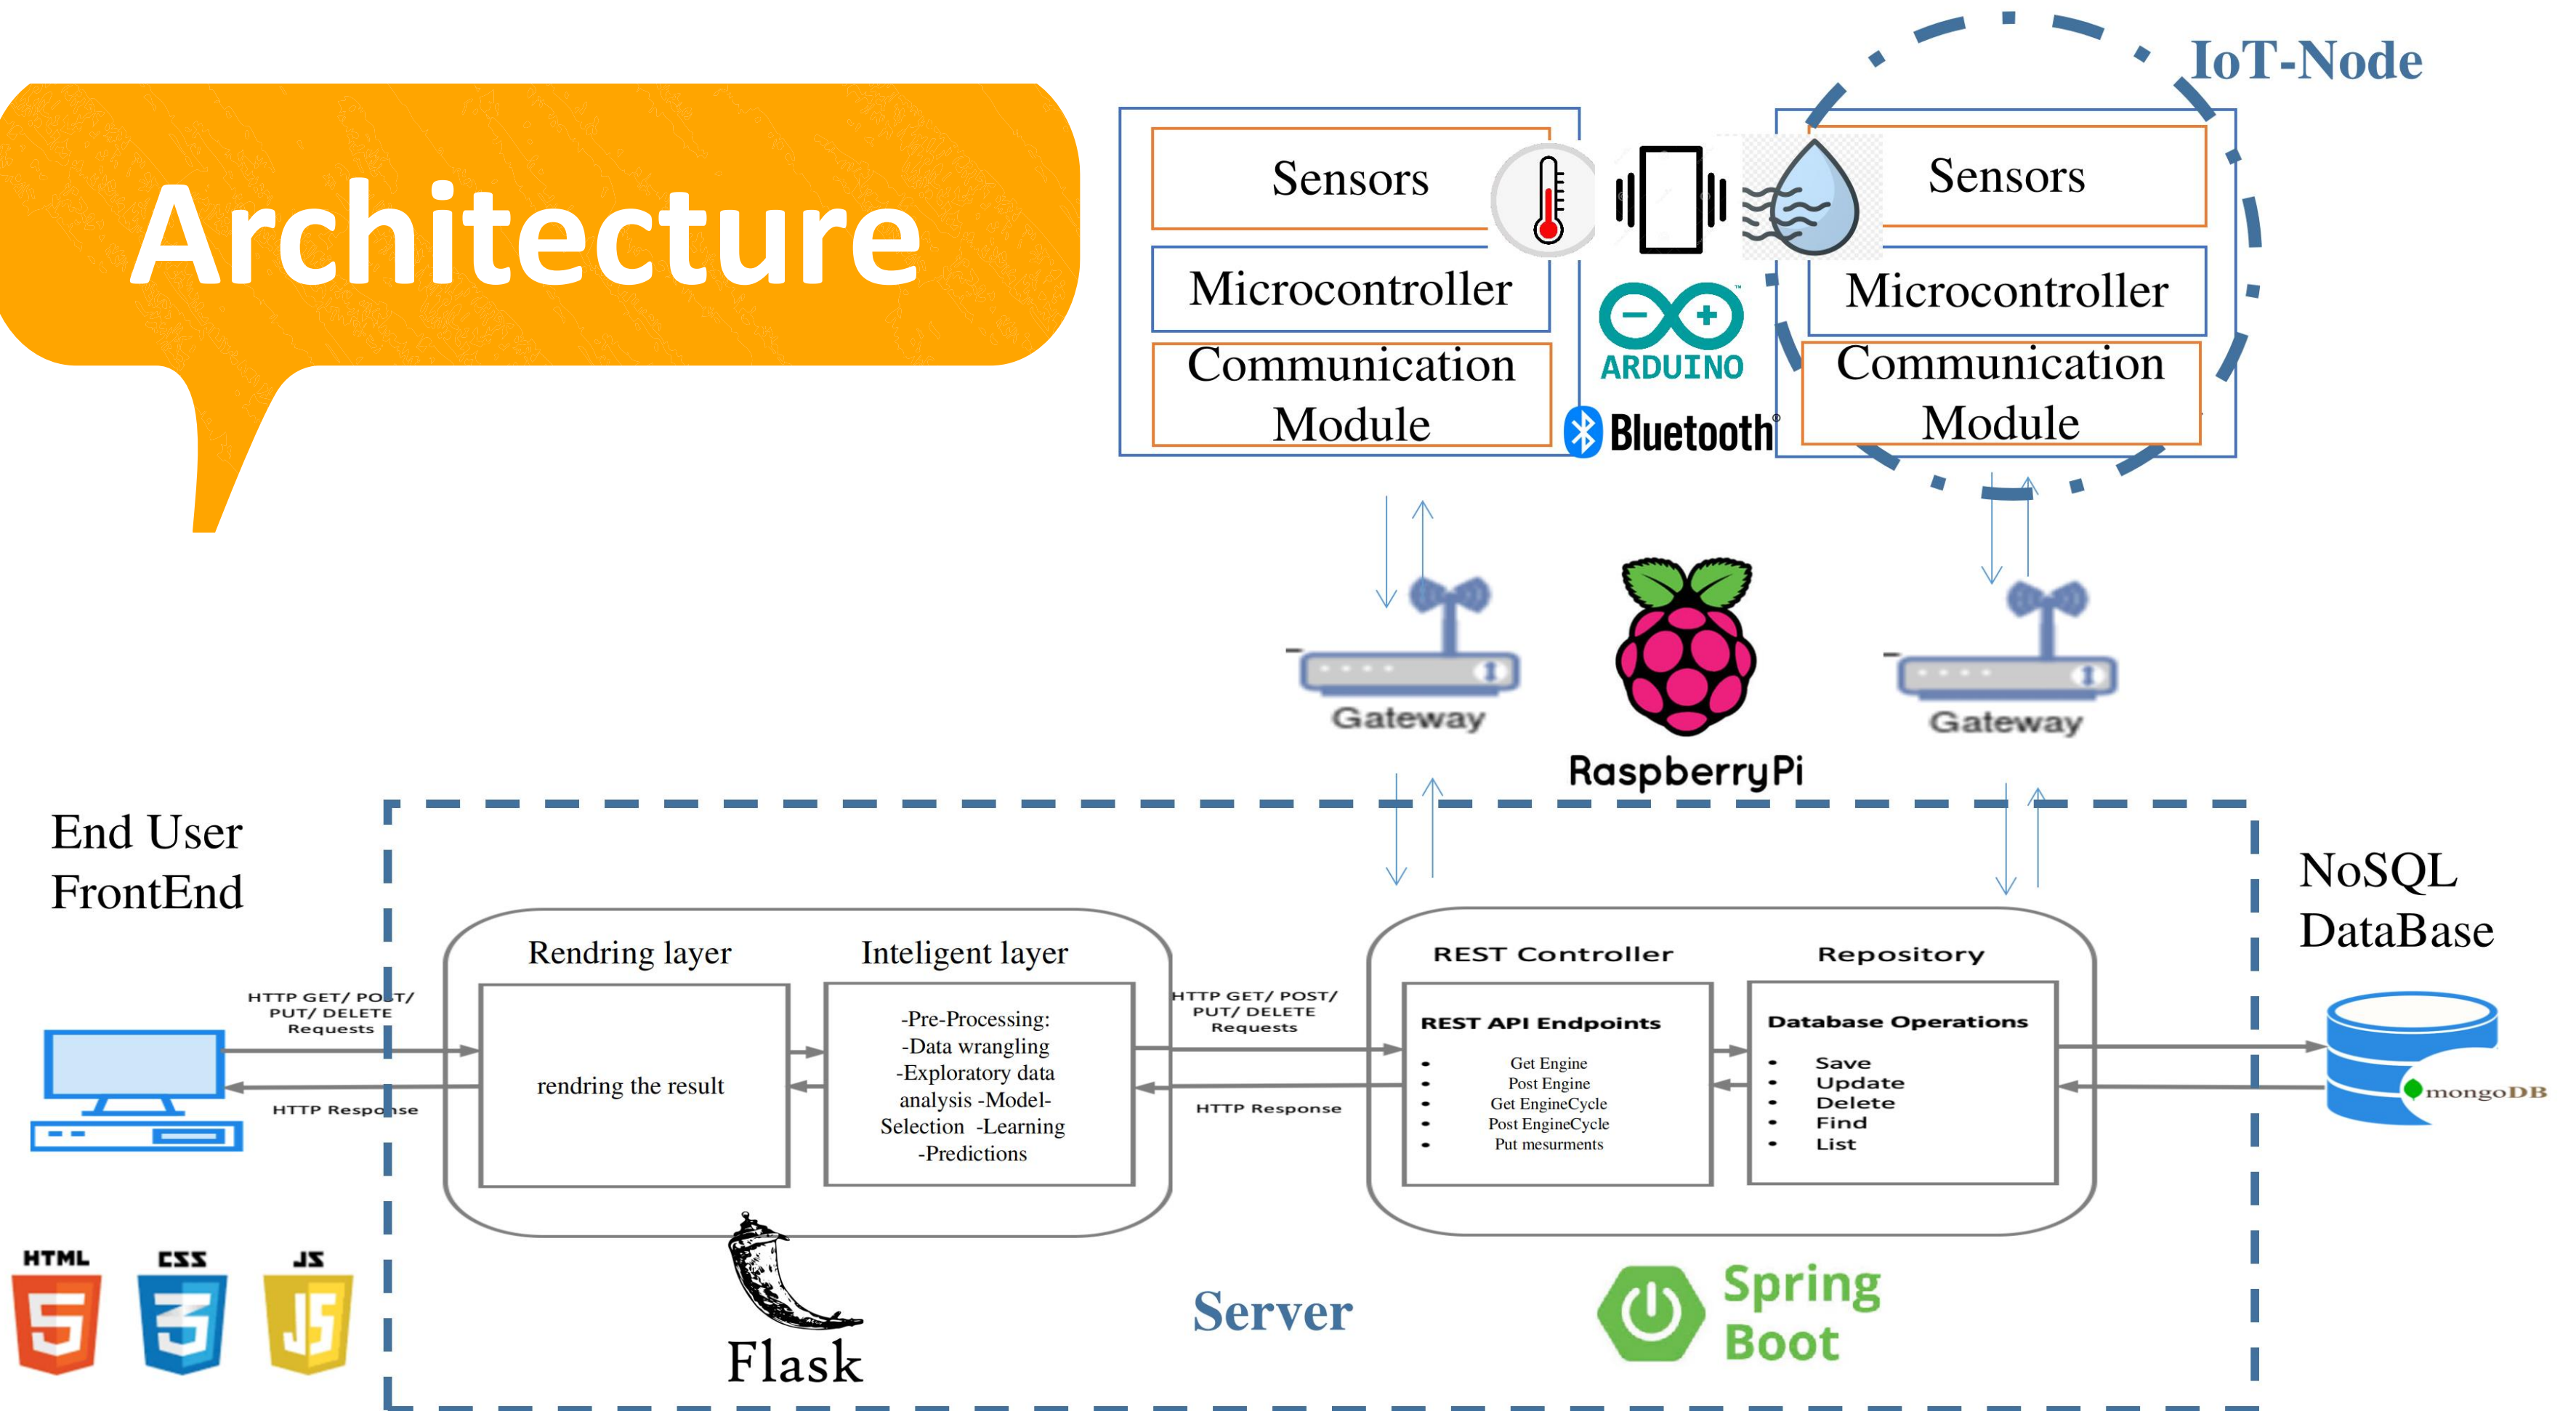 Architecture
IoT-Node
Sensors
Microcontroller
Communication
Module
ARDUINO
Bluetooth®
Sensors
Microcontroller
Communication
Module
Gateway
RaspberryPi
Gateway
End User
FrontEnd
HTTP GET/ POST/
PUT/ DELETE
Requests
HTTP Response
HTML
CSS
JS
Rendring layer
rendring the result
Inteligent layer
-Pre-Processing:
-Data wrangling
-Exploratory data
analysis -Model-
Selection -Learning
-Predictions
Flask
HTTP GET/ POST/
PUT/ DELETE
Requests
HTTP Response
Server
REST Controller
REST API Endpoints
• Get Engine
• Post Engine
• Get EngineCycle
• Post EngineCycle
• Put mesurments
Repository
Database Operations
• Save
• Update
• Delete
• Find
• List
Spring
Boot
NoSQL
DataBase
mongoDB